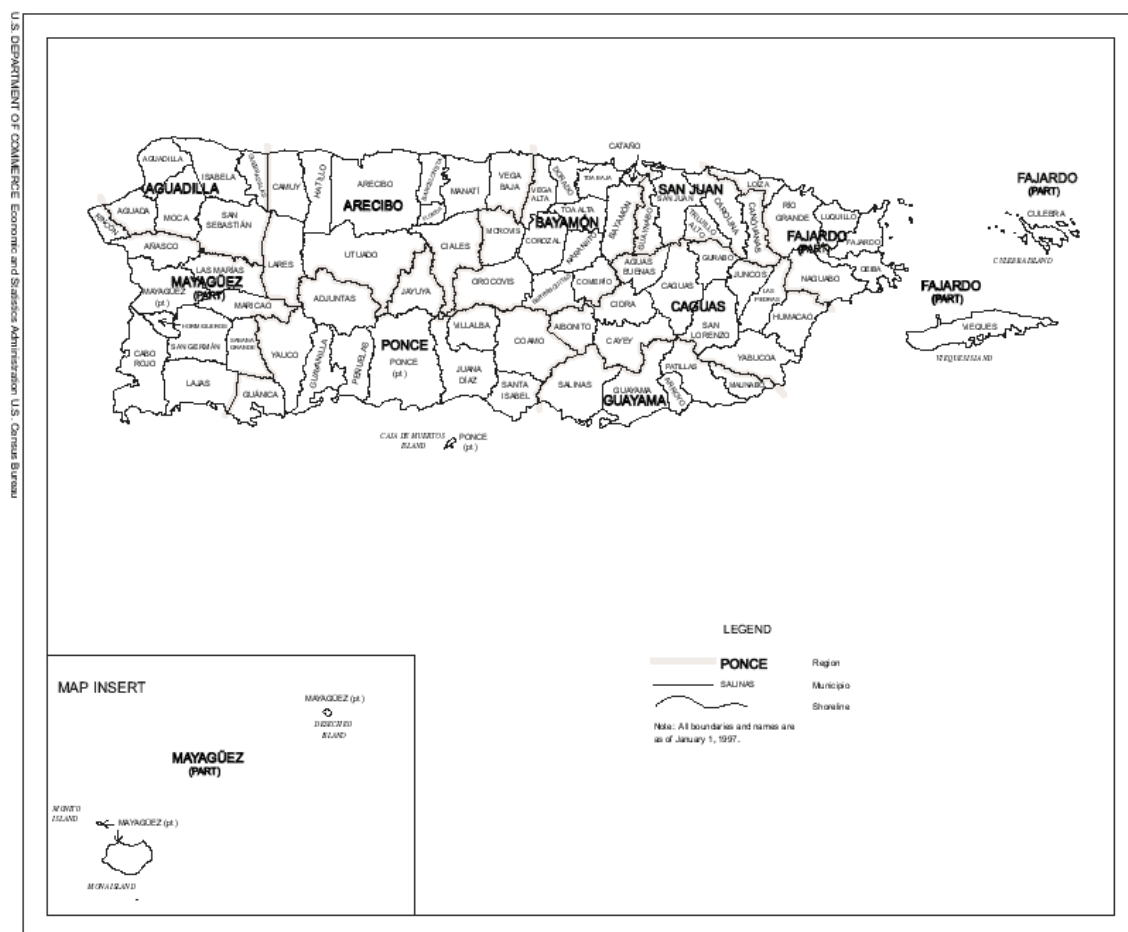 U.S. DEPARTMENT OF COMMERCE Economic and Statistics Administration U.S. Census Bureau
CATAÑO
AGUADILLA
ISABELA
QUEBRADILLAS
CAMUY
HATILLO
ARECIBO
BARCELONETA
MANATÍ
VEGA
BAJA
VEGA
ALTA
DORADO
TOA BAJA
SAN JUAN
SAN JUAN
LOÍZA
FAJARDO
(PART)
CULEBRA
CULEBRA ISLAND
AGUADILLA
ARECIBO
FLORIDA
TOA ALTA
BAYAMÓN
BAYAMÓN
GUAYNABO
TRUJILLO
ALTO
CAROLINA
CANÓVANAS
RÍO
GRANDE
LUQUILLO
RINCÓN
AGUADA
MOCA
SAN
SEBASTIÁN
MOROVIS
COROZAL
NARANJITO
FAJARDO
(PART)
FAJARDO
AÑASCO
LARES
UTUADO
CIALES
AGUAS
BUENAS
GURABO
CEIBA
LAS MARÍAS
MAYAGÜEZ
(PART)
MAYAGÜEZ
(pt.)
MARICAO
ADJUNTAS
JAYUYA
OROCOVIS
BARRANQUITAS
COMERÍO
CIDRA
CAGUAS
CAGUAS
JUNCOS
LAS
PIEDRAS
NAGUABO
HUMACAO
FAJARDO
(PART)
VIEQUES
VIEQUES ISLAND
HORMIGUEROS
CABO
ROJO
SAN GERMÁN
SABANA
GRANDE
YAUCO
GUAYANILLA
PEÑUELAS
PONCE
PONCE
(pt.)
VILLALBA
JUANA
DÍAZ
COAMO
AIBONITO
CAYEY
SAN
LORENZO
YABUCOA
LAJAS
GUÁNICA
SANTA
ISABEL
SALINAS
GUAYAMA
GUAYAMA
ARROYO
PATILLAS
MAUNABO
CAJA DE MUERTOS
ISLAND
PONCE
(pt.)
LEGEND
PONCE Region
SALINAS Municipio
Shoreline
Note: All boundaries and names are
as of January 1, 1997.
MAP INSERT
MAYAGÜEZ (pt.)
DESECHEO
ISLAND
MAYAGÜEZ
(PART)
MONITO
ISLAND
MAYAGÜEZ (pt.)
MONA ISLAND